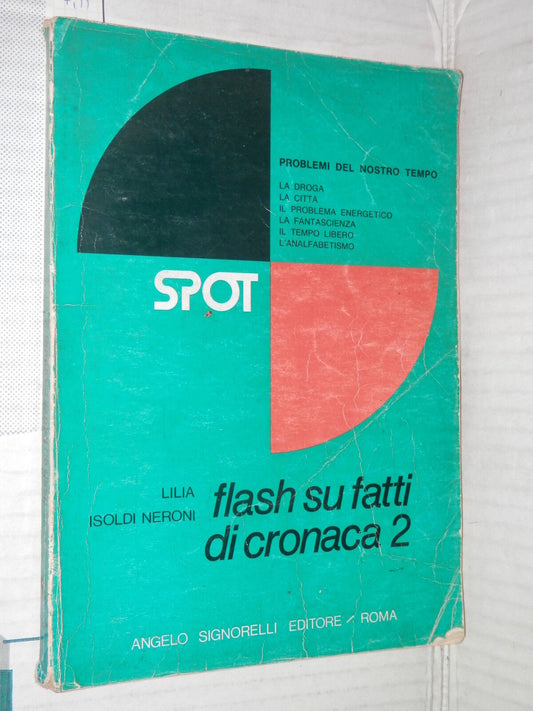 PROBLEMI DEL NOSTRO TEMPO
LA DROGA
LA CITTA
IL PROBLEMA ENERGETICO
LA FANTASCIENZA
IL TEMPO LIBERO
L'ANALFABETISMO
SPOT
LILIA
ISOLDI NERONI
flash su fatti
di cronaca 2
ANGELO SIGNORELLI EDITORE / ROMA